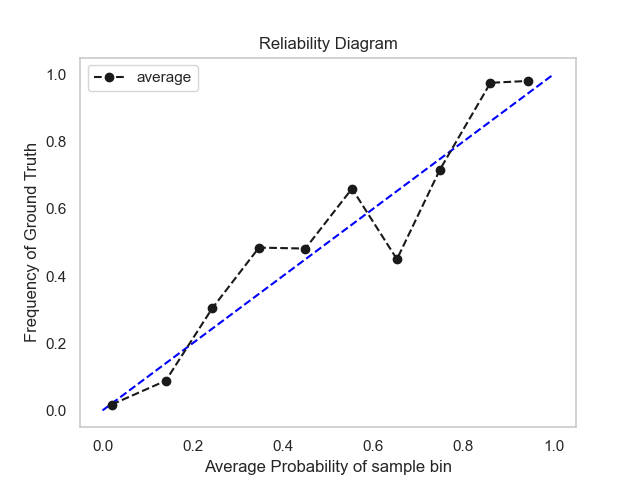 Reliability Diagram
average
Frequency of Ground Truth
1.0
0.8
0.6
0.4
0.2
0.0
0.0 0.2 0.4 0.6 0.8 1.0
Average Probability of sample bin